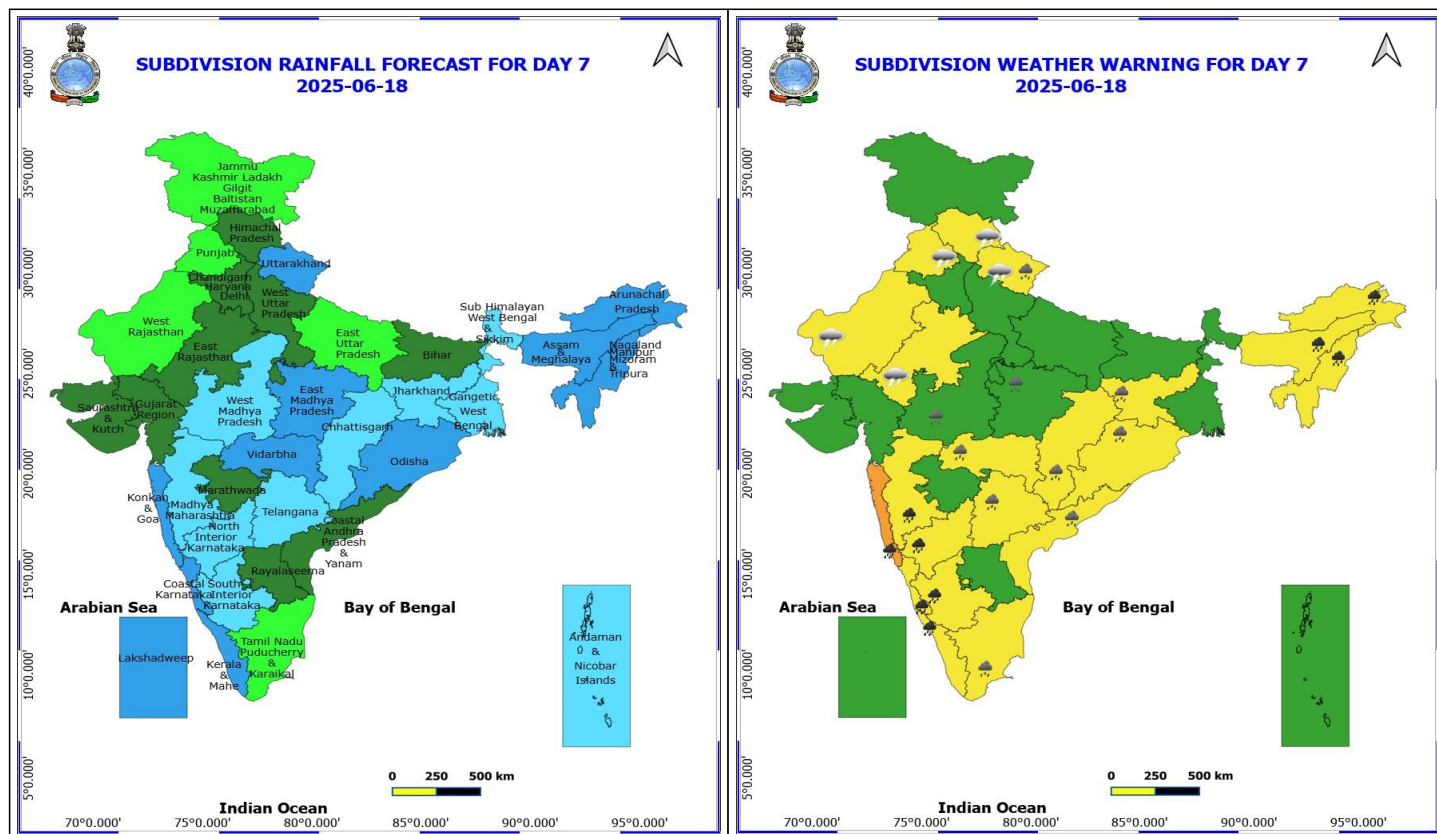 SUBDIVISION RAINFALL FORECAST FOR DAY 7
2025-06-18
40°0.000'
35°0.000'
30°0.000'
25°0.000'
20°0.000'
15°0.000'
10°0.000'
5°0.000'
Jammu
Kashmir Ladakh
Gilgit
Baltistan
Muzaffarabad
Himachal
Pradesh
Punjab
Uttarakhand
Chandigarh
Haryana
Delhi
West
Uttar
Pradesh
West
Rajasthan
East
Rajasthan
East
Uttar
Pradesh
Bihar
Sub Himalayan
West Bengal
&
Sikkim
Arunachal
Pradesh
Assam
&
Meghalaya
Nagaland
Manipur
Mizoram
&
Tripura
Saurashtra
&
Kutch
Gujarat
Region
West
Madhya
Pradesh
East
Madhya
Pradesh
Jharkhand
Gangetic
West
Bengal
Chhattisgarh
Vidarbha
Odisha
Konkan
&
Goa
Marathwada
Madhya
Maharashtra
North
Interior
Karnataka
Telangana
Coastal
Andhra
Pradesh
&
Yanam
Rayalaseema
Coastal
Karnataka
South
Interior
Karnataka
Arabian Sea
Bay of Bengal
Lakshadweep
Kerala
&
Mahe
Tamil Nadu
Puducherry
&
Karaikal
Andaman
&
Nicobar
Islands
0 250 500 km
Indian Ocean
70°0.000' 75°0.000' 80°0.000' 85°0.000' 90°0.000' 95°0.000'
SUBDIVISION WEATHER WARNING FOR DAY 7
2025-06-18
40°0.000'
35°0.000'
30°0.000'
25°0.000'
20°0.000'
15°0.000'
10°0.000'
5°0.000'
Arabian Sea
Bay of Bengal
0 250 500 km
Indian Ocean
70°0.000' 75°0.000' 80°0.000' 85°0.000' 90°0.000' 95°0.000'